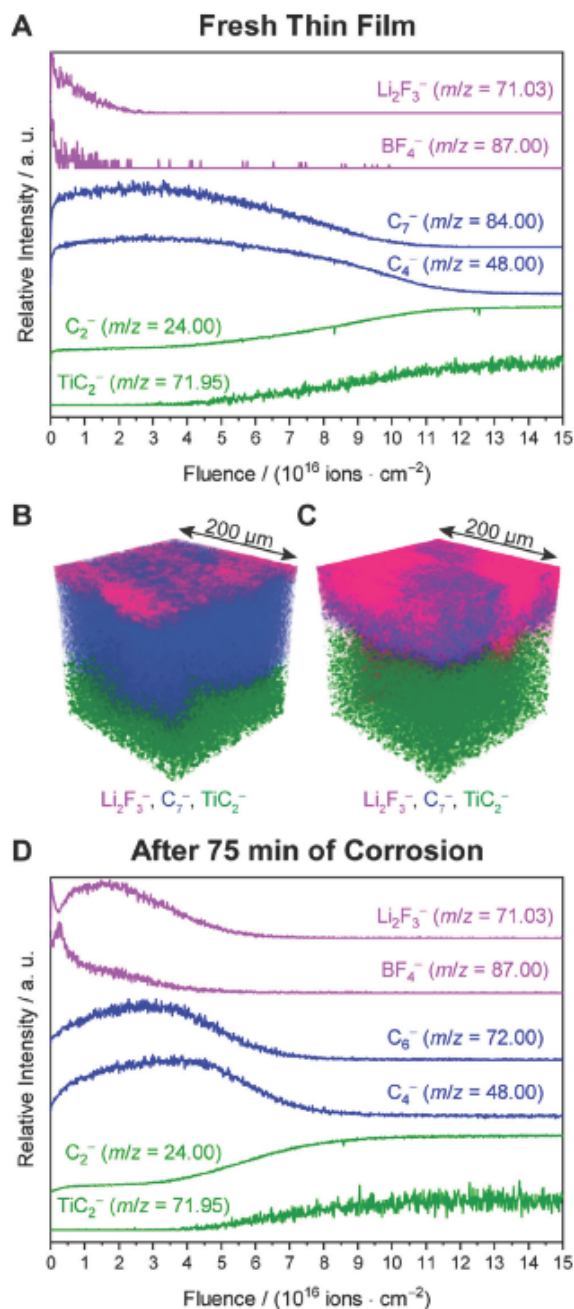 A Fresh Thin Film
Relative Intensity / a. u.
Li₂F₃⁻ (m/z = 71.03)
BF₄⁻ (m/z = 87.00)
C₇⁻ (m/z = 84.00)
C₄⁻ (m/z = 48.00)
C₂⁻ (m/z = 24.00)
TiC₂⁻ (m/z = 71.95)
0 1 2 3 4 5 6 7 8 9 10 11 12 13 14 15
Fluence / (10¹⁶ ions · cm⁻²)
B 200 µm C 200 µm
Li₂F₃⁻, C₇⁻, TiC₂⁻ Li₂F₃⁻, C₇⁻, TiC₂⁻
D After 75 min of Corrosion
Relative Intensity / a. u.
Li₂F₃⁻ (m/z = 71.03)
BF₄⁻ (m/z = 87.00)
C₆⁻ (m/z = 72.00)
C₄⁻ (m/z = 48.00)
C₂⁻ (m/z = 24.00)
TiC₂⁻ (m/z = 71.95)
0 1 2 3 4 5 6 7 8 9 10 11 12 13 14 15
Fluence / (10¹⁶ ions · cm⁻²)